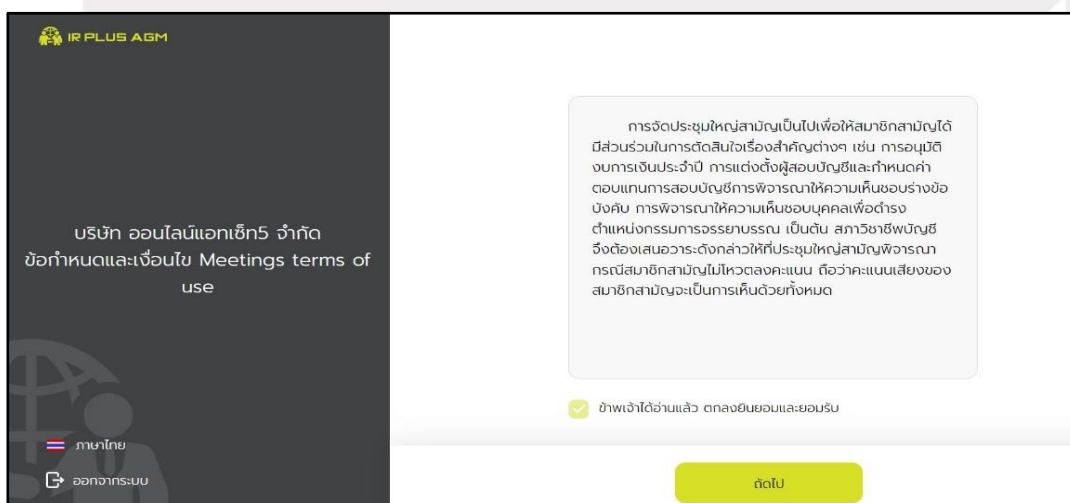 IR PLUS AGM
บริษัท ออนไลน์แอทเซ็ท5 จำกัด
ข้อกำหนดและเงื่อนไข Meetings terms of
use
ภาษาไทย
ออกจากระบบ
การจัดประชุมใหญ่สามัญเป็นไปเพื่อให้สมาชิกสามัญได้
มีส่วนร่วมในการตัดสินใจเรื่องสำคัญต่างๆ เช่น การอนุมัติ
งบการเงินประจำปี การแต่งตั้งผู้สอบบัญชีและกำหนดค่า
ตอบแทนการสอบบัญชีการพิจารณาให้ความเห็นชอบร่างข้อ
บังคับ การพิจารณาให้ความเห็นชอบบุคคลเพื่อดำรง
ตำแหน่งกรรมการจรรยาบรรณ เป็นต้น สภาวิชาชีพบัญชี
จึงต้องเสนอวาระดังกล่าวให้ที่ประชุมใหญ่สามัญพิจารณา
กรณีสมาชิกสามัญไม่โหวตลงคะแนน ถือว่าคะแนนเสียงของ
สมาชิกสามัญจะเป็นการเห็นด้วยทั้งหมด
ข้าพเจ้าได้อ่านแล้ว ตกลงยินยอมและยอมรับ
ถัดไป